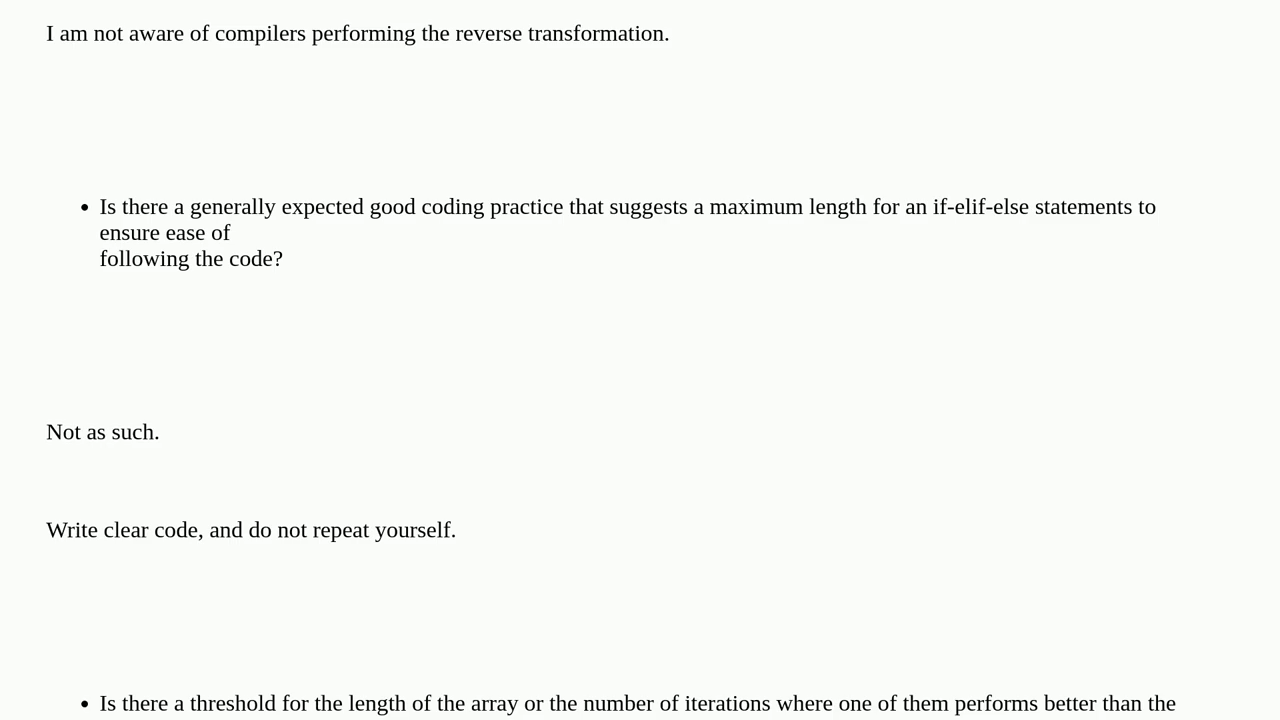 I am not aware of compilers performing the reverse transformation.
• Is there a generally expected good coding practice that suggests a maximum length for an if-elif-else statements to
ensure ease of
following the code?
Not as such.
Write clear code, and do not repeat yourself.
• Is there a threshold for the length of the array or the number of iterations where one of them performs better than the